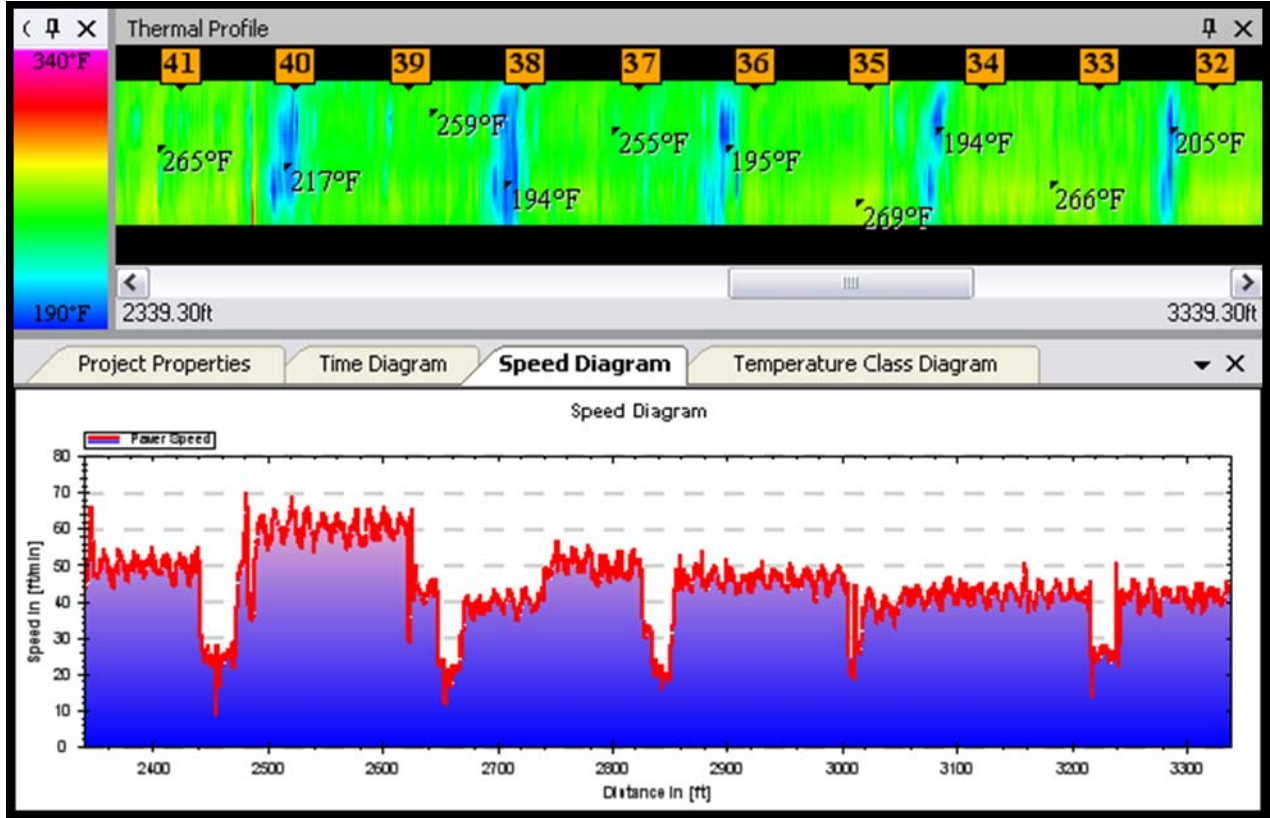 Thermal Profile
340°F
41 40 39 38 37 36 35 34 33 32
259°F
255°F
194°F
205°F
265°F
195°F
217°F
194°F
266°F
269°F
190°F
2339.30ft 3339.30ft
Project Properties Time Diagram Speed Diagram Temperature Class Diagram
Speed Diagram
Paver Speed
80
70
60
50
40
30
20
10
0
Speed in [ft/min]
2400 2500 2600 2700 2800 2900 3000 3100 3200 3300
Distance in [ft]